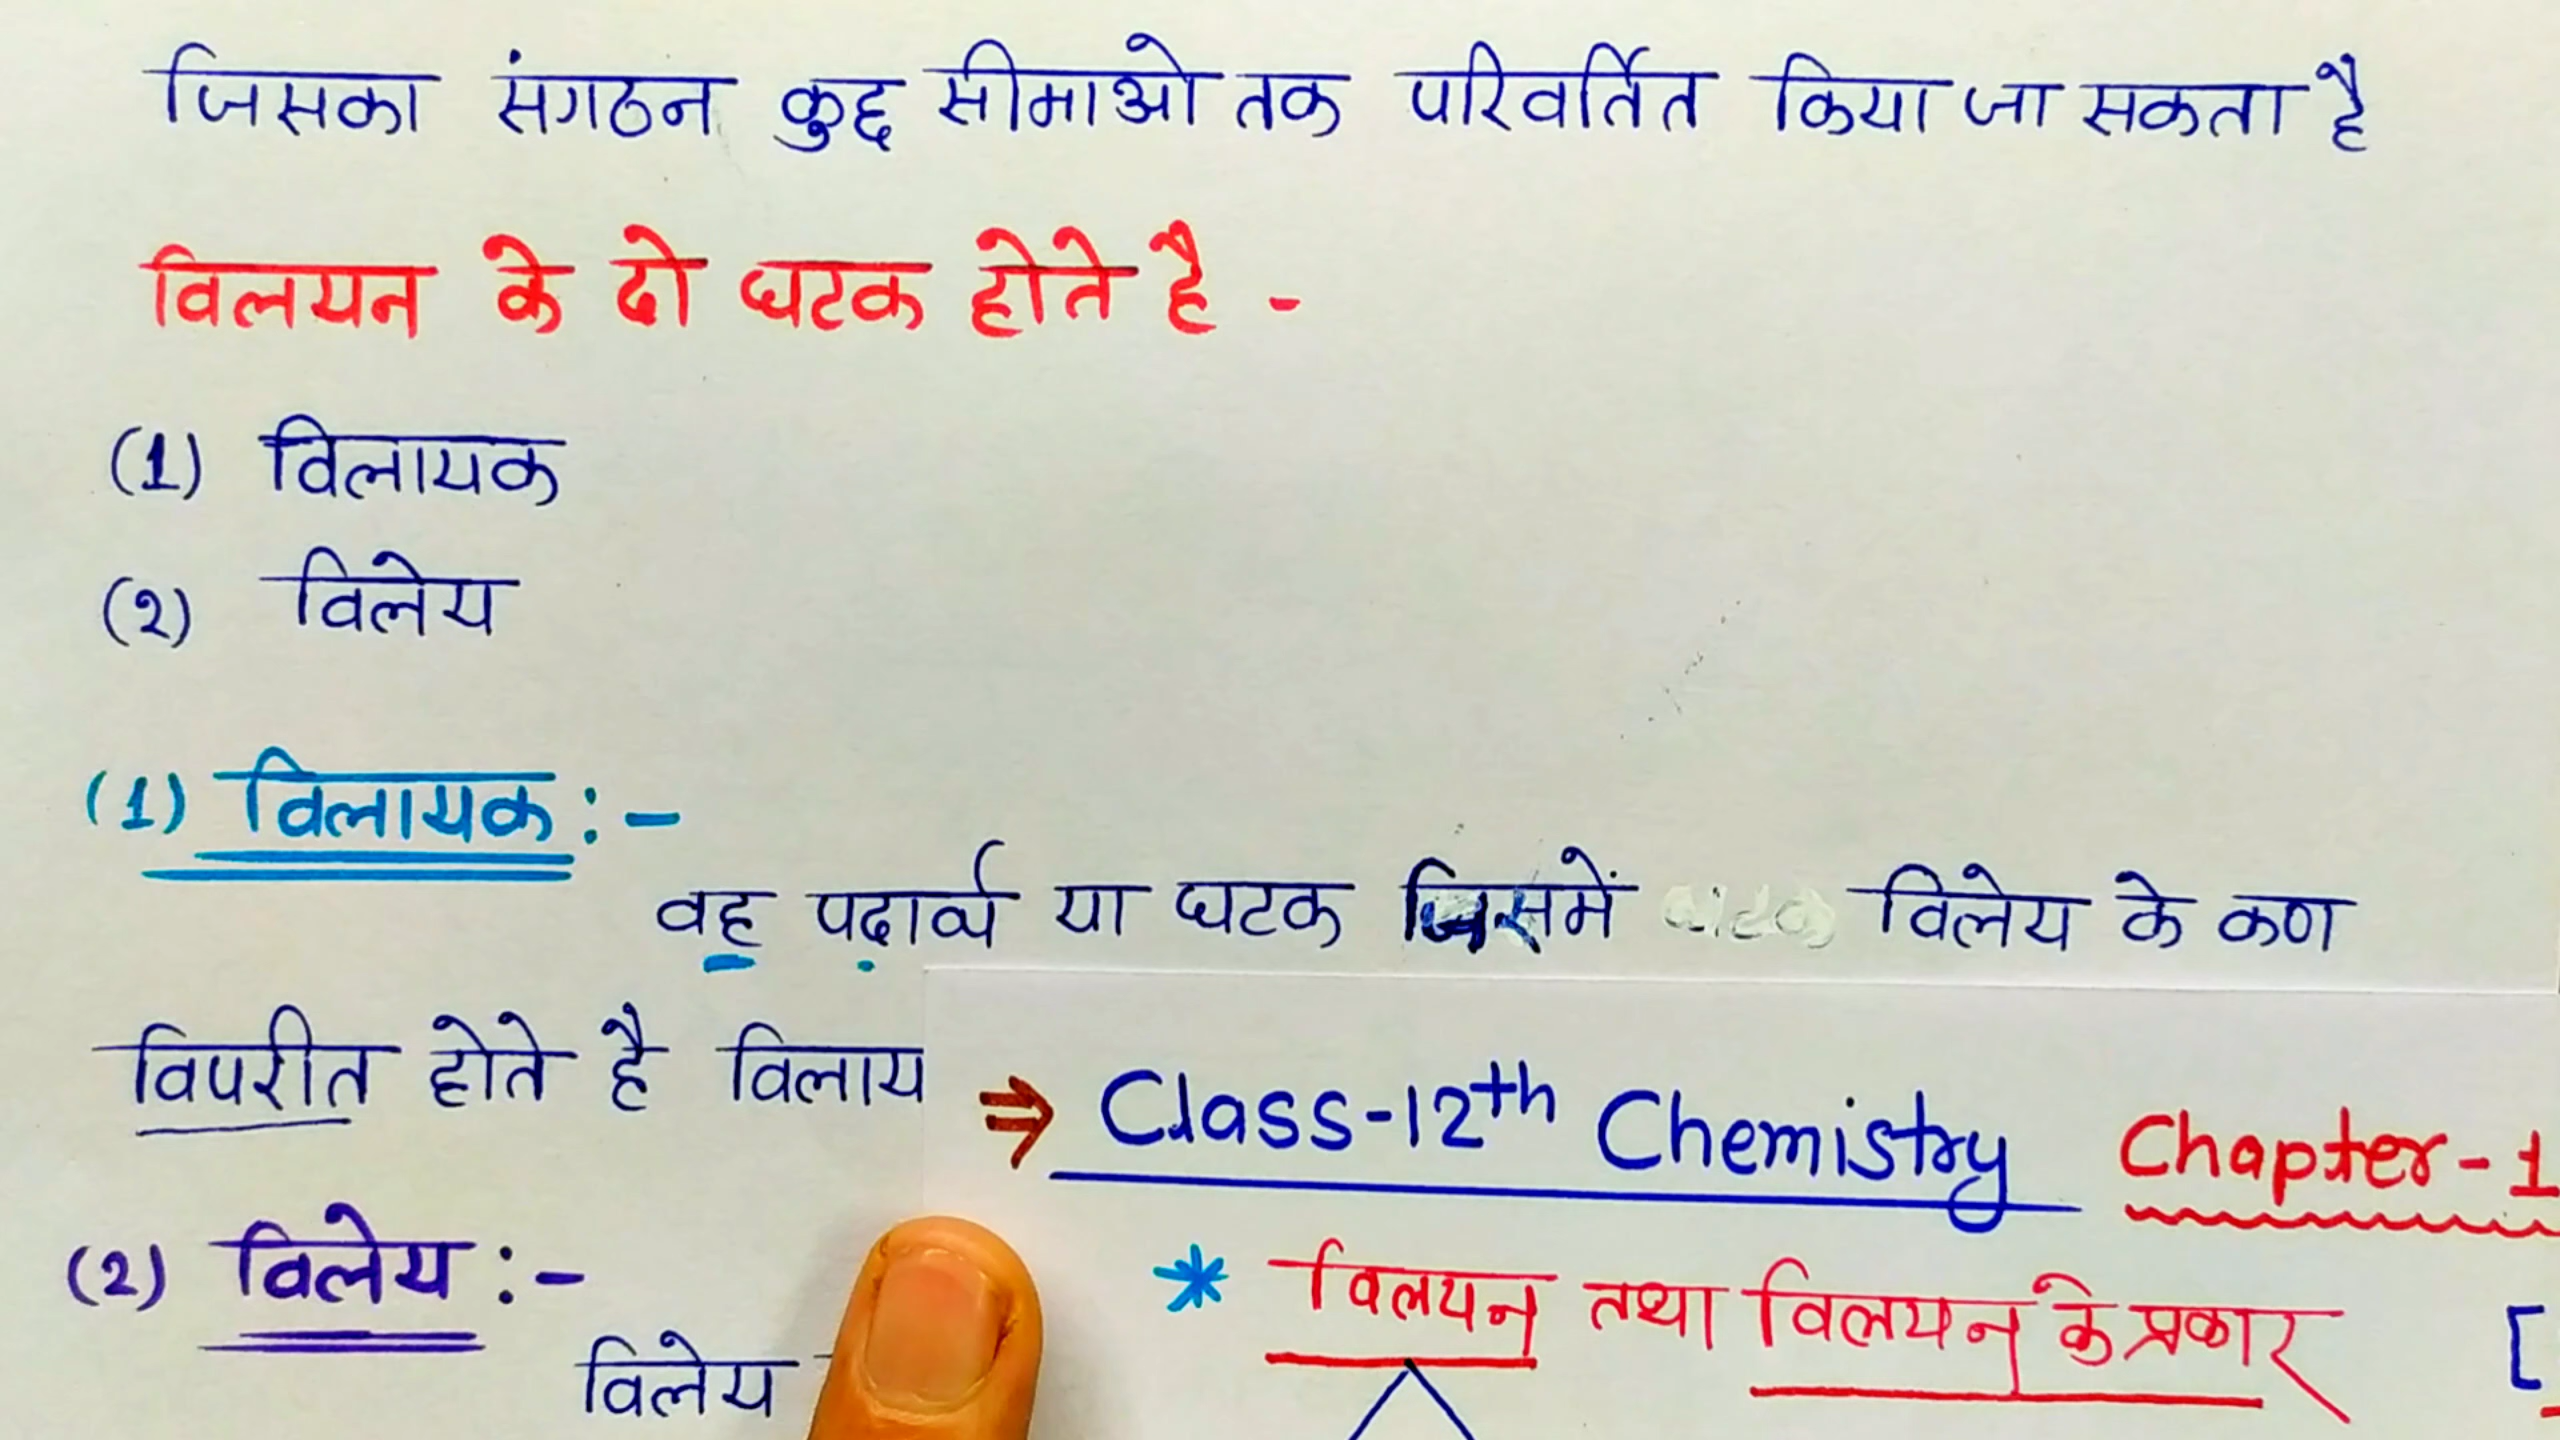 जिसका संगठन कुछ सीमाओ तक परिवर्तित किया जा सकता है
विलयन के दो घटक होते है -
(1) विलायक
(2) विलेय
(1) विलायक :-
वह पदार्थ या घटक जिसमें विलेय के कण
विपरीत होते है विलाय
(2) विलेय :-
विलेय
⇒ Class-12th Chemistry Chapter-1
* विलयन तथा विलयन के प्रकार [